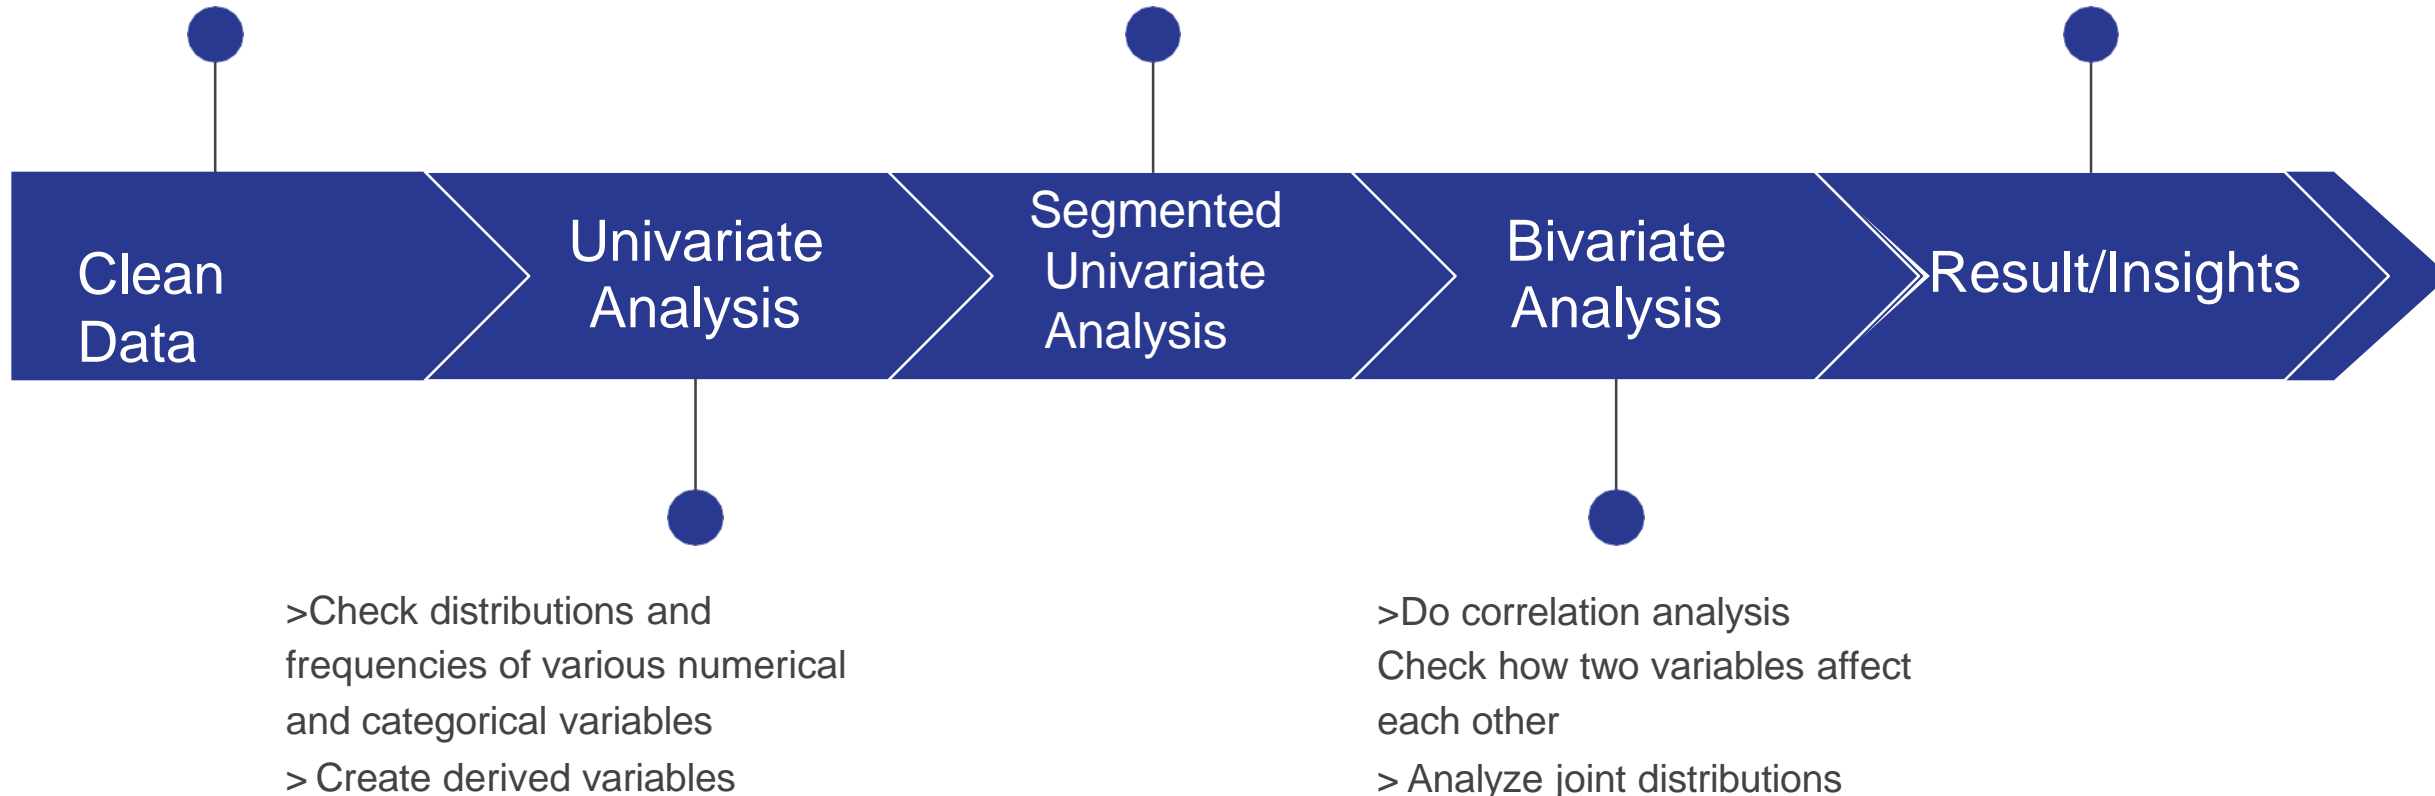 Clean
Data
Univariate
Analysis
Segmented
Univariate
Analysis
Bivariate
Analysis
Result/Insights
>Check distributions and
frequencies of various numerical
and categorical variables
> Create derived variables
>Do correlation analysis
Check how two variables affect
each other
> Analyze joint distributions